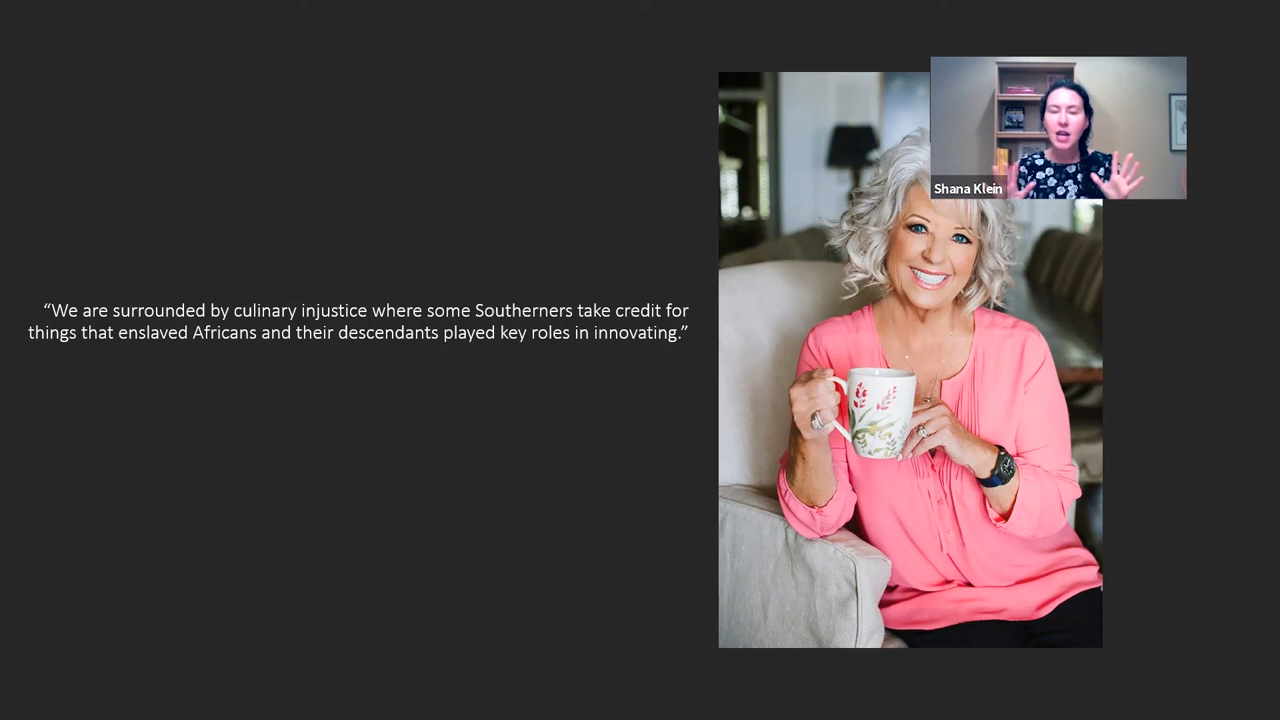 “We are surrounded by culinary injustice where some Southerners take credit for
things that enslaved Africans and their descendants played key roles in innovating.”
Shana Klein